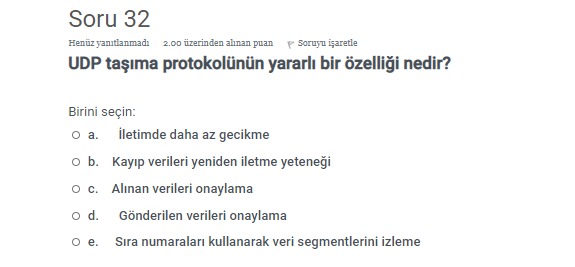 Soru 32
Henüz yanıtlanmadı 2.00 üzerinden alınan puan Soruyu işaretle
UDP taşıma protokolünün yararlı bir özelliği nedir?
Birini seçin:
a. İletimde daha az gecikme
b. Kayıp verileri yeniden iletme yeteneği
c. Alınan verileri onaylama
d. Gönderilen verileri onaylama
e. Sıra numaraları kullanarak veri segmentlerini izleme